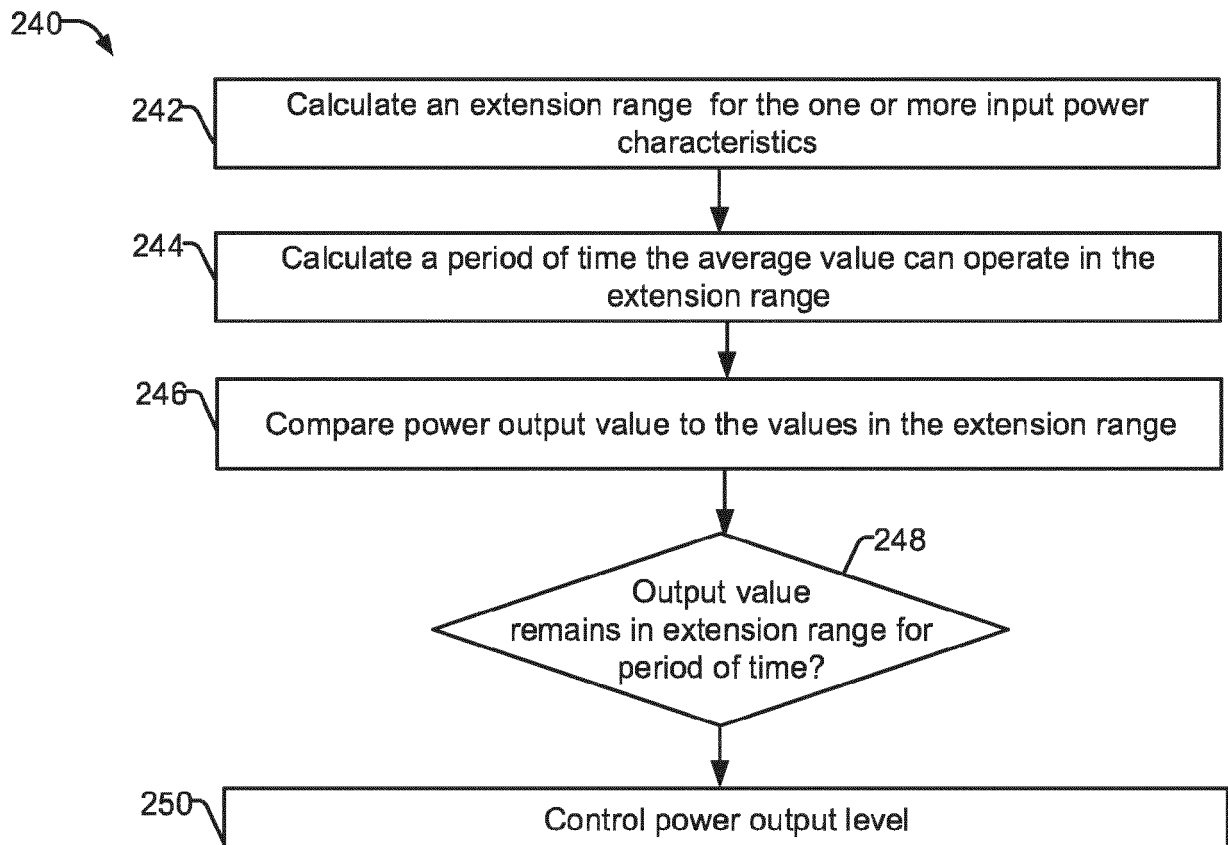 240
242
Calculate an extension range for the one or more input power
characteristics
244
Calculate a period of time the average value can operate in the
extension range
246
Compare power output value to the values in the extension range
248
Output value
remains in extension range for
period of time?
250
Control power output level